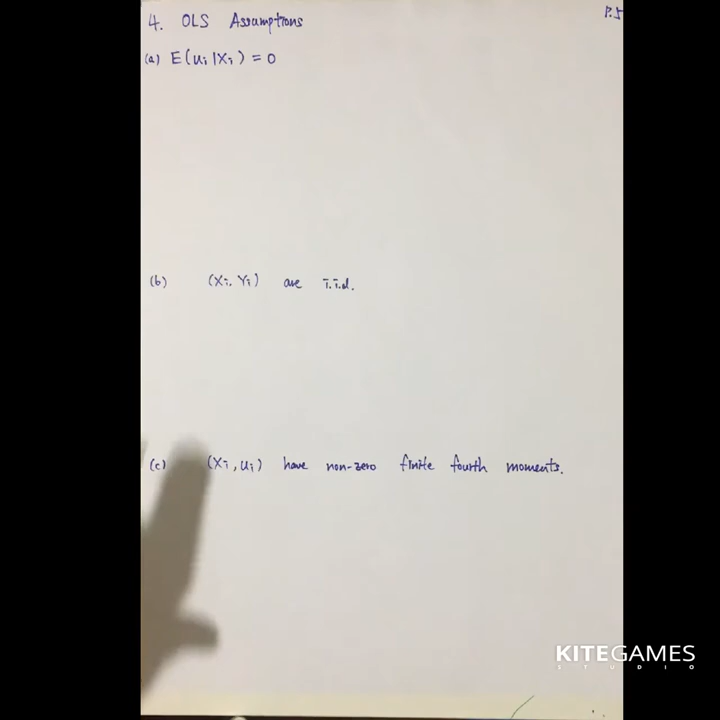 P.5
4. OLS Assumptions
(a) E(ui|Xi) = 0
(b) (Xi, Yi) are i.i.d.
(c) (Xi, ui) have non-zero finite fourth moments.
KITEGAMES
STUDIO